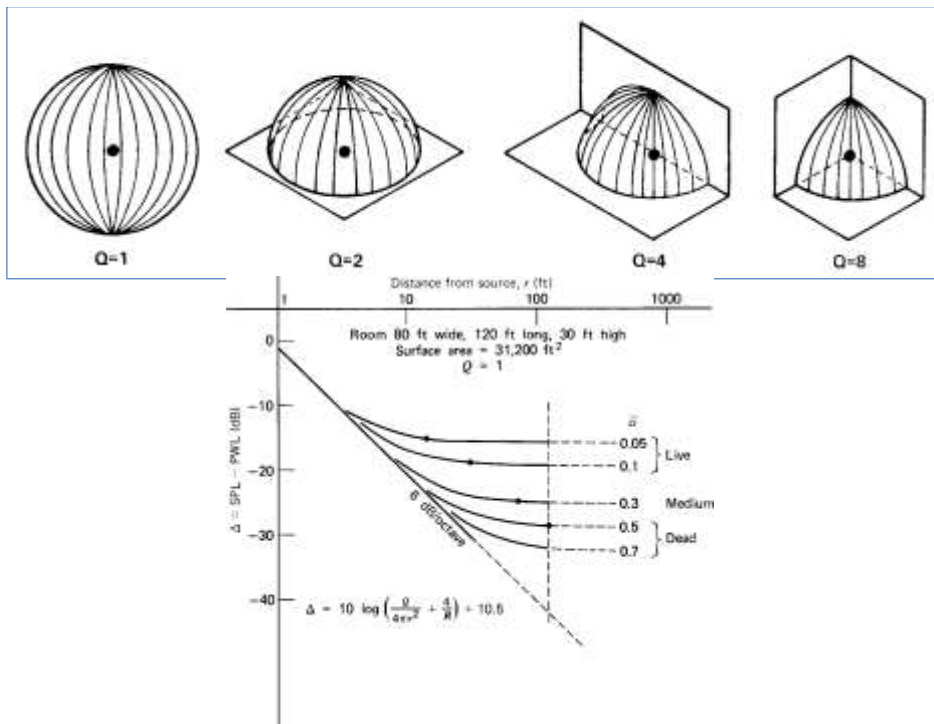 Q=1
Q=2
Q=4
Q=8
Distance from source, r (ft)
1 10 100 1000
Room 80 ft wide, 120 ft long, 30 ft high
Surface area = 31,200 ft²
Q = 1
Δ = SPL − PWL (dB)
0
−10
−20
−30
−40
ᾱ
0.05
0.1
Live
0.3 Medium
0.5
0.7
Dead
6 dB/octave
Δ = 10 log (Q/4πr² + 4/R) + 10.5